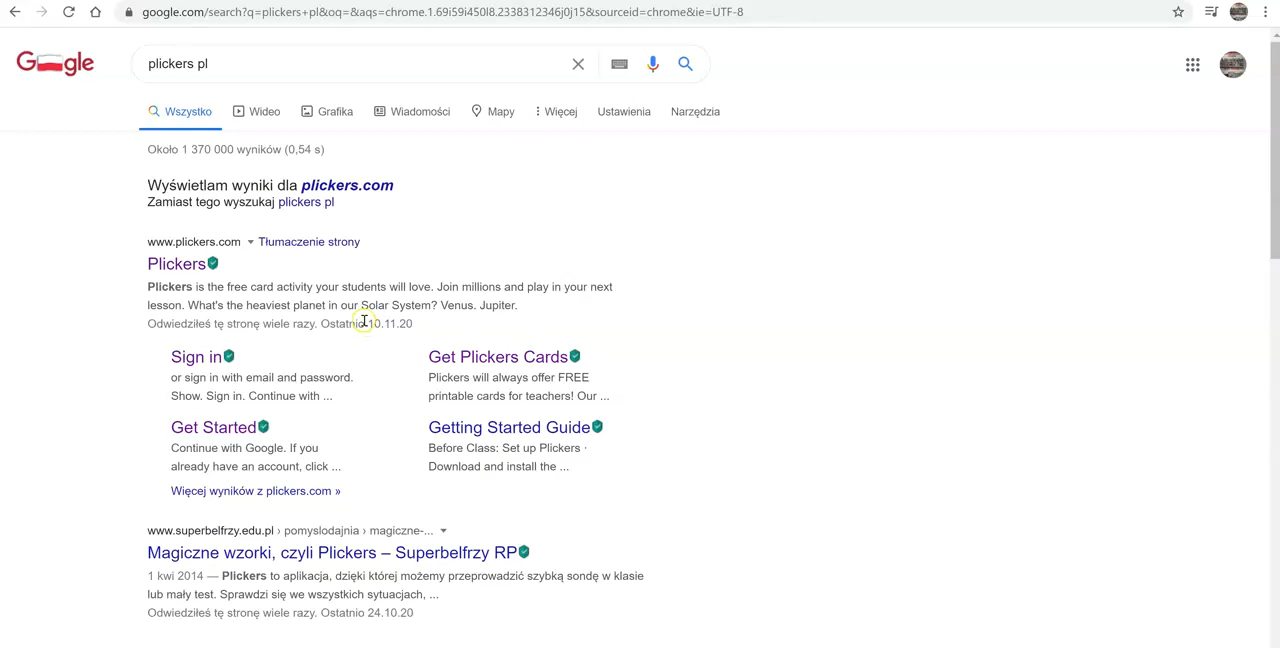 google.com/search?q=plickers+pl&oq=&aqs=chrome.1.69i59i450l8.2338312346j0j15&sourceid=chrome&ie=UTF-8
Google
plickers pl
Wszystko Wideo Grafika Wiadomości Mapy Więcej Ustawienia Narzędzia
Około 1 370 000 wyników (0,54 s)
Wyświetlam wyniki dla plickers.com
Zamiast tego wyszukaj plickers pl
www.plickers.com Tłumaczenie strony
Plickers
Plickers is the free card activity your students will love. Join millions and play in your next
lesson. What's the heaviest planet in our Solar System? Venus. Jupiter.
Odwiedziłeś tę stronę wiele razy. Ostatnio 10.11.20
Sign in
or sign in with email and password.
Show. Sign in. Continue with ...
Get Plickers Cards
Plickers will always offer FREE
printable cards for teachers! Our ...
Get Started
Continue with Google. If you
already have an account, click ...
Getting Started Guide
Before Class: Set up Plickers ·
Download and install the ...
Więcej wyników z plickers.com »
www.superbelfrzy.edu.pl › pomyslodajnia › magiczne-...
Magiczne wzorki, czyli Plickers – Superbelfrzy RP
1 kwi 2014 — Plickers to aplikacja, dzięki której możemy przeprowadzić szybką sondę w klasie
lub mały test. Sprawdzi się we wszystkich sytuacjach, ...
Odwiedziłeś tę stronę wiele razy. Ostatnio 24.10.20